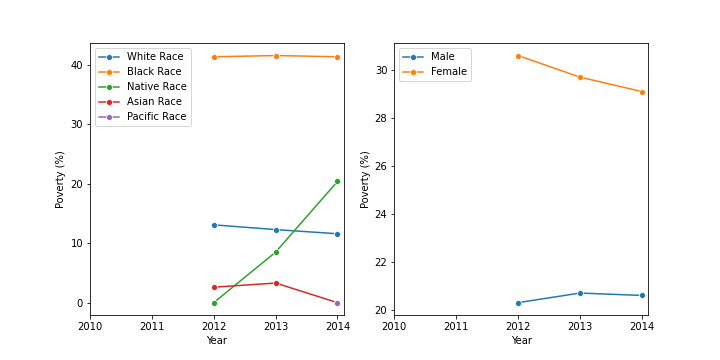 White Race
Black Race
Native Race
Asian Race
Pacific Race
40
30
20
10
0
Poverty (%)
2010 2011 2012 2013 2014
Year
Male
Female
30
28
26
24
22
20
Poverty (%)
2010 2011 2012 2013 2014
Year